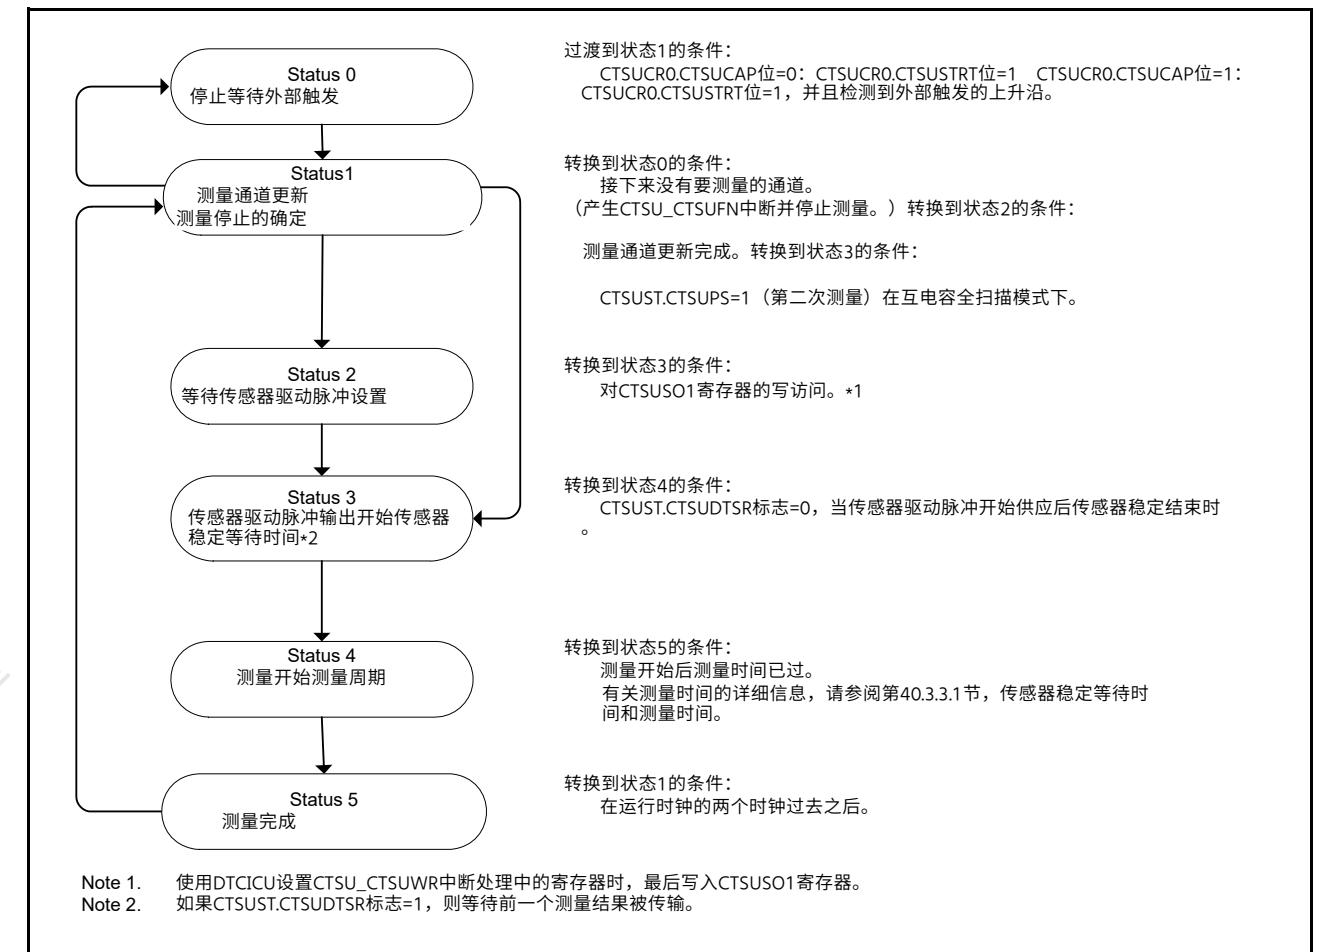 Status 0
停止等待外部触发
过渡到状态1的条件：
CTSUCR0.CTSUCAP位=0：CTSUCR0.CTSUSTRT位=1 CTSUCR0.CTSUCAP位=1：
CTSUCR0.CTSUSTRT位=1，并且检测到外部触发的上升沿。
Status1
测量通道更新
测量停止的确定
转换到状态0的条件：
接下来没有要测量的通道。
（产生CTSU_CTSUFN中断并停止测量。）转换到状态2的条件：
测量通道更新完成。转换到状态3的条件：
CTSUST.CTSUPS=1（第二次测量）在互电容全扫描模式下。
Status 2
等待传感器驱动脉冲设置
转换到状态3的条件：
对CTSUSO1寄存器的写访问。*1
Status 3
传感器驱动脉冲输出开始传感器
稳定等待时间*2
转换到状态4的条件：
CTSUST.CTSUDTSR标志=0，当传感器驱动脉冲开始供应后传感器稳定结束时
。
Status 4
测量开始测量周期
转换到状态5的条件：
测量开始后测量时间已过。
有关测量时间的详细信息，请参阅第40.3.3.1节，传感器稳定等待时
间和测量时间。
Status 5
测量完成
转换到状态1的条件：
在运行时钟的两个时钟过去之后。
Note 1. 使用DTCICU设置CTSU_CTSUWR中断处理中的寄存器时，最后写入CTSUSO1寄存器。
Note 2. 如果CTSUST.CTSUDTSR标志=1，则等待前一个测量结果被传输。